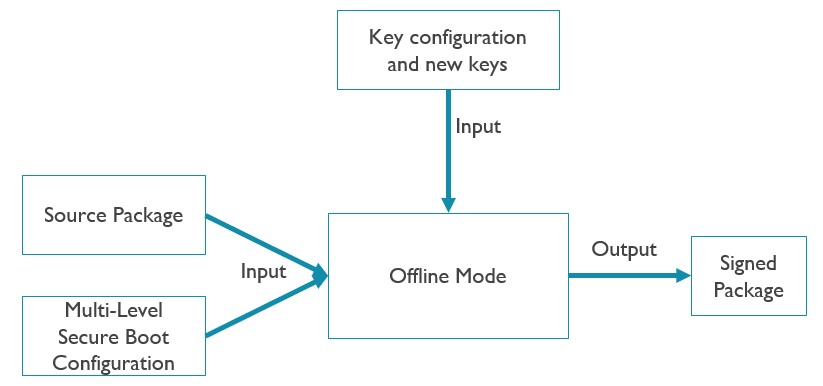 Key configuration
and new keys
Input
Source Package
Input
Multi-Level
Secure Boot
Configuration
Offline Mode
Output
Signed
Package